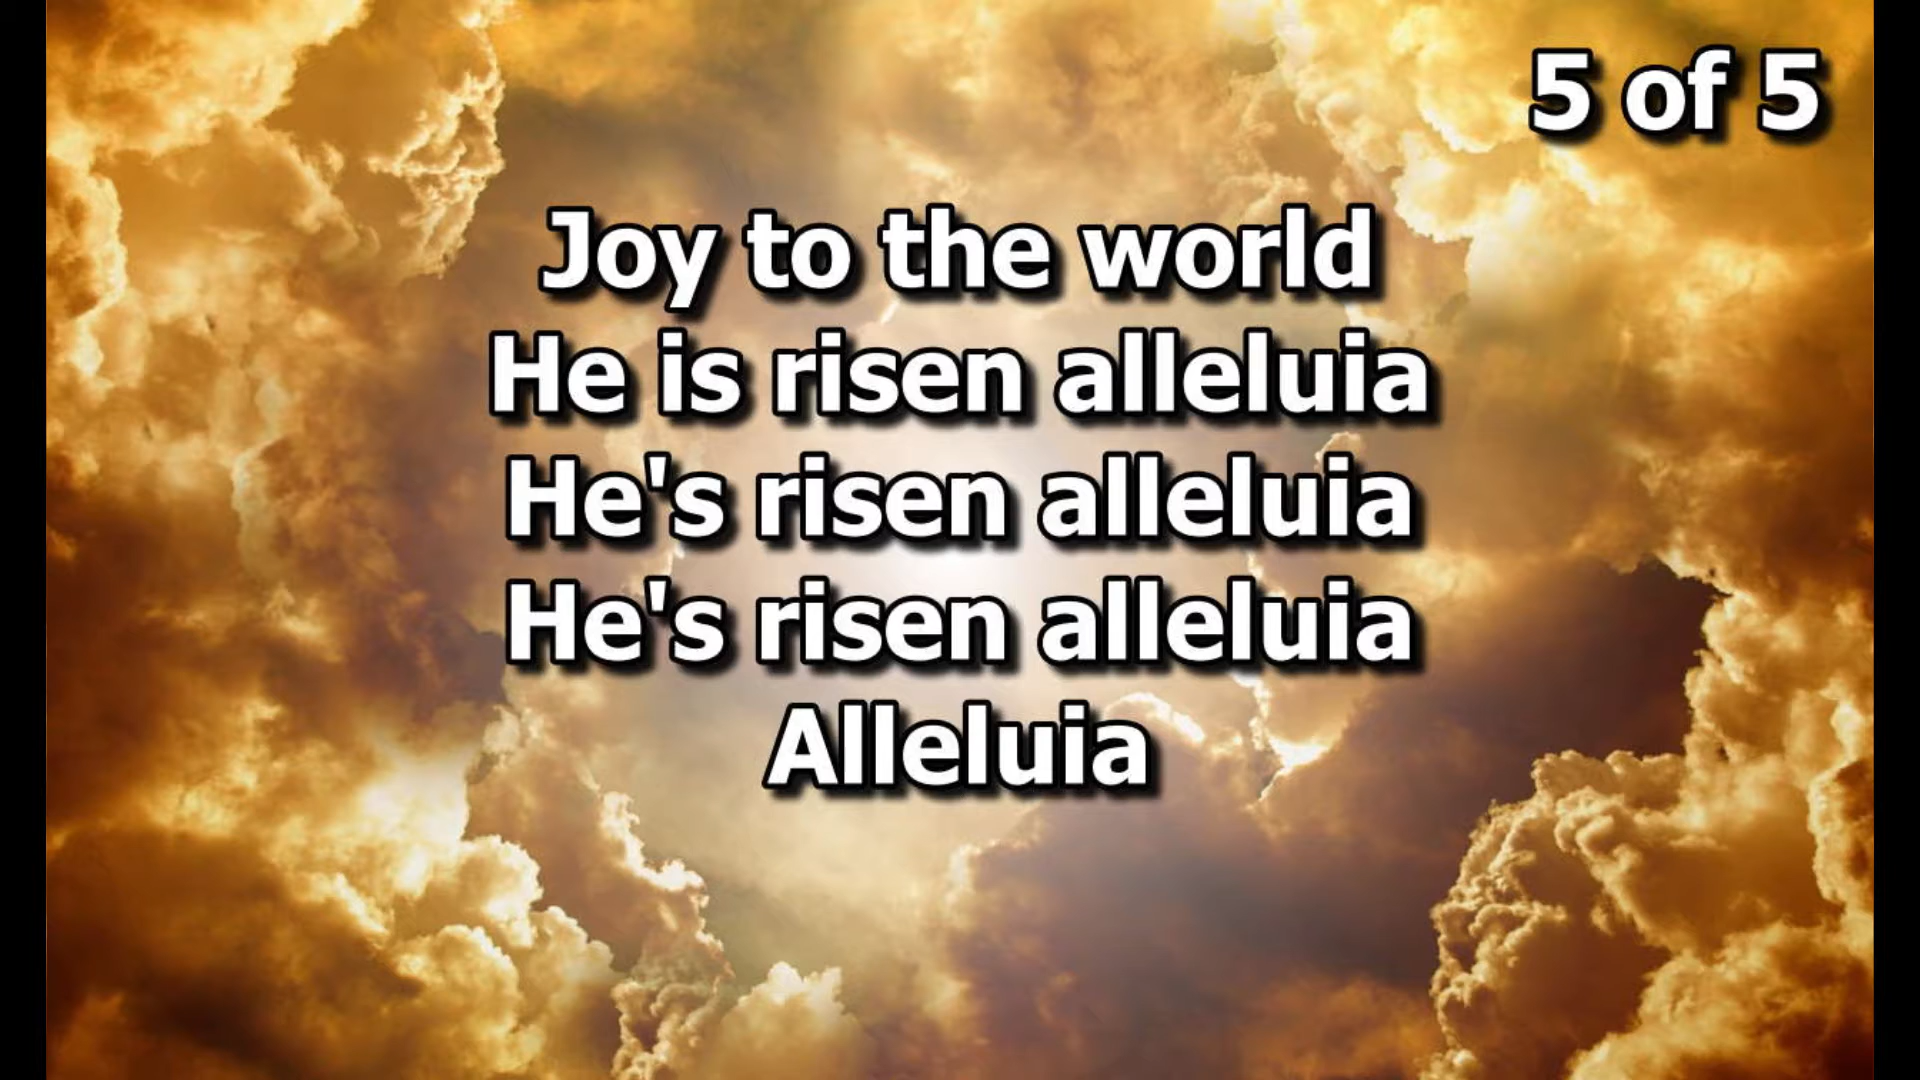 5 of 5
Joy to the world
He is risen alleluia
He's risen alleluia
He's risen alleluia
Alleluia